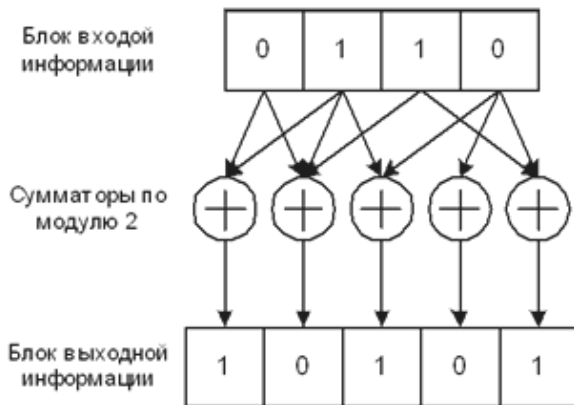 Блок входой
информации
0 1 1 0
Сумматоры по
модулю 2
Блок выходной
информации
1 0 1 0 1